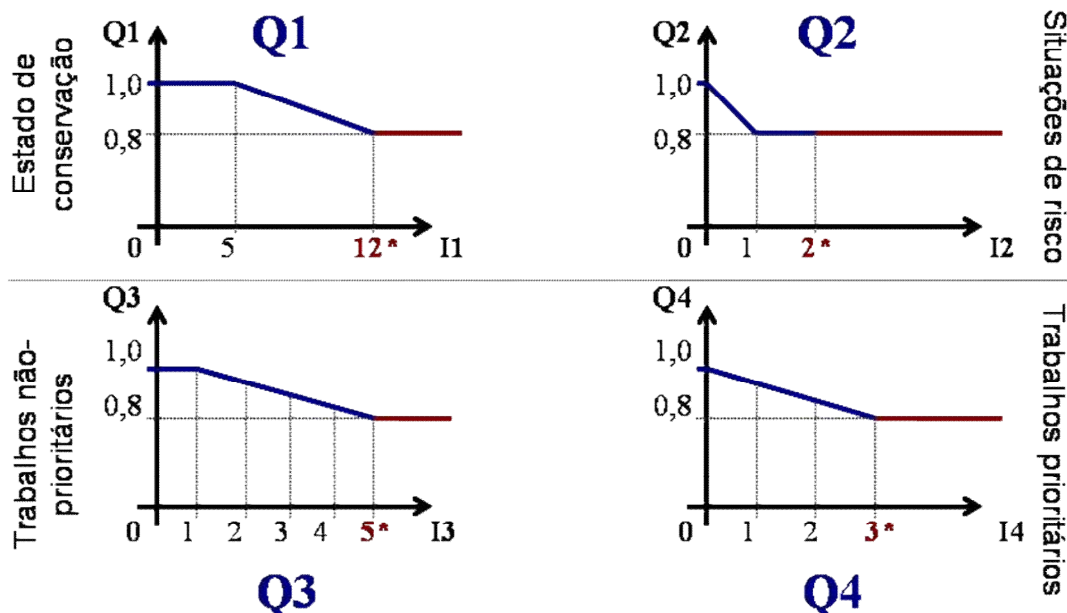 Estado de
conservação
Q1
Q1
1,0
0,8
0
5
12*
I1
Q2
Q2
1,0
0,8
0
1
2*
I2
Situações de risco
Trabalhos não-
prioritários
Q3
1,0
0,8
0
1
2
3
4
5*
I3
Q3
Q4
1,0
0,8
0
1
2
3*
I4
Q4
Trabalhos prioritários